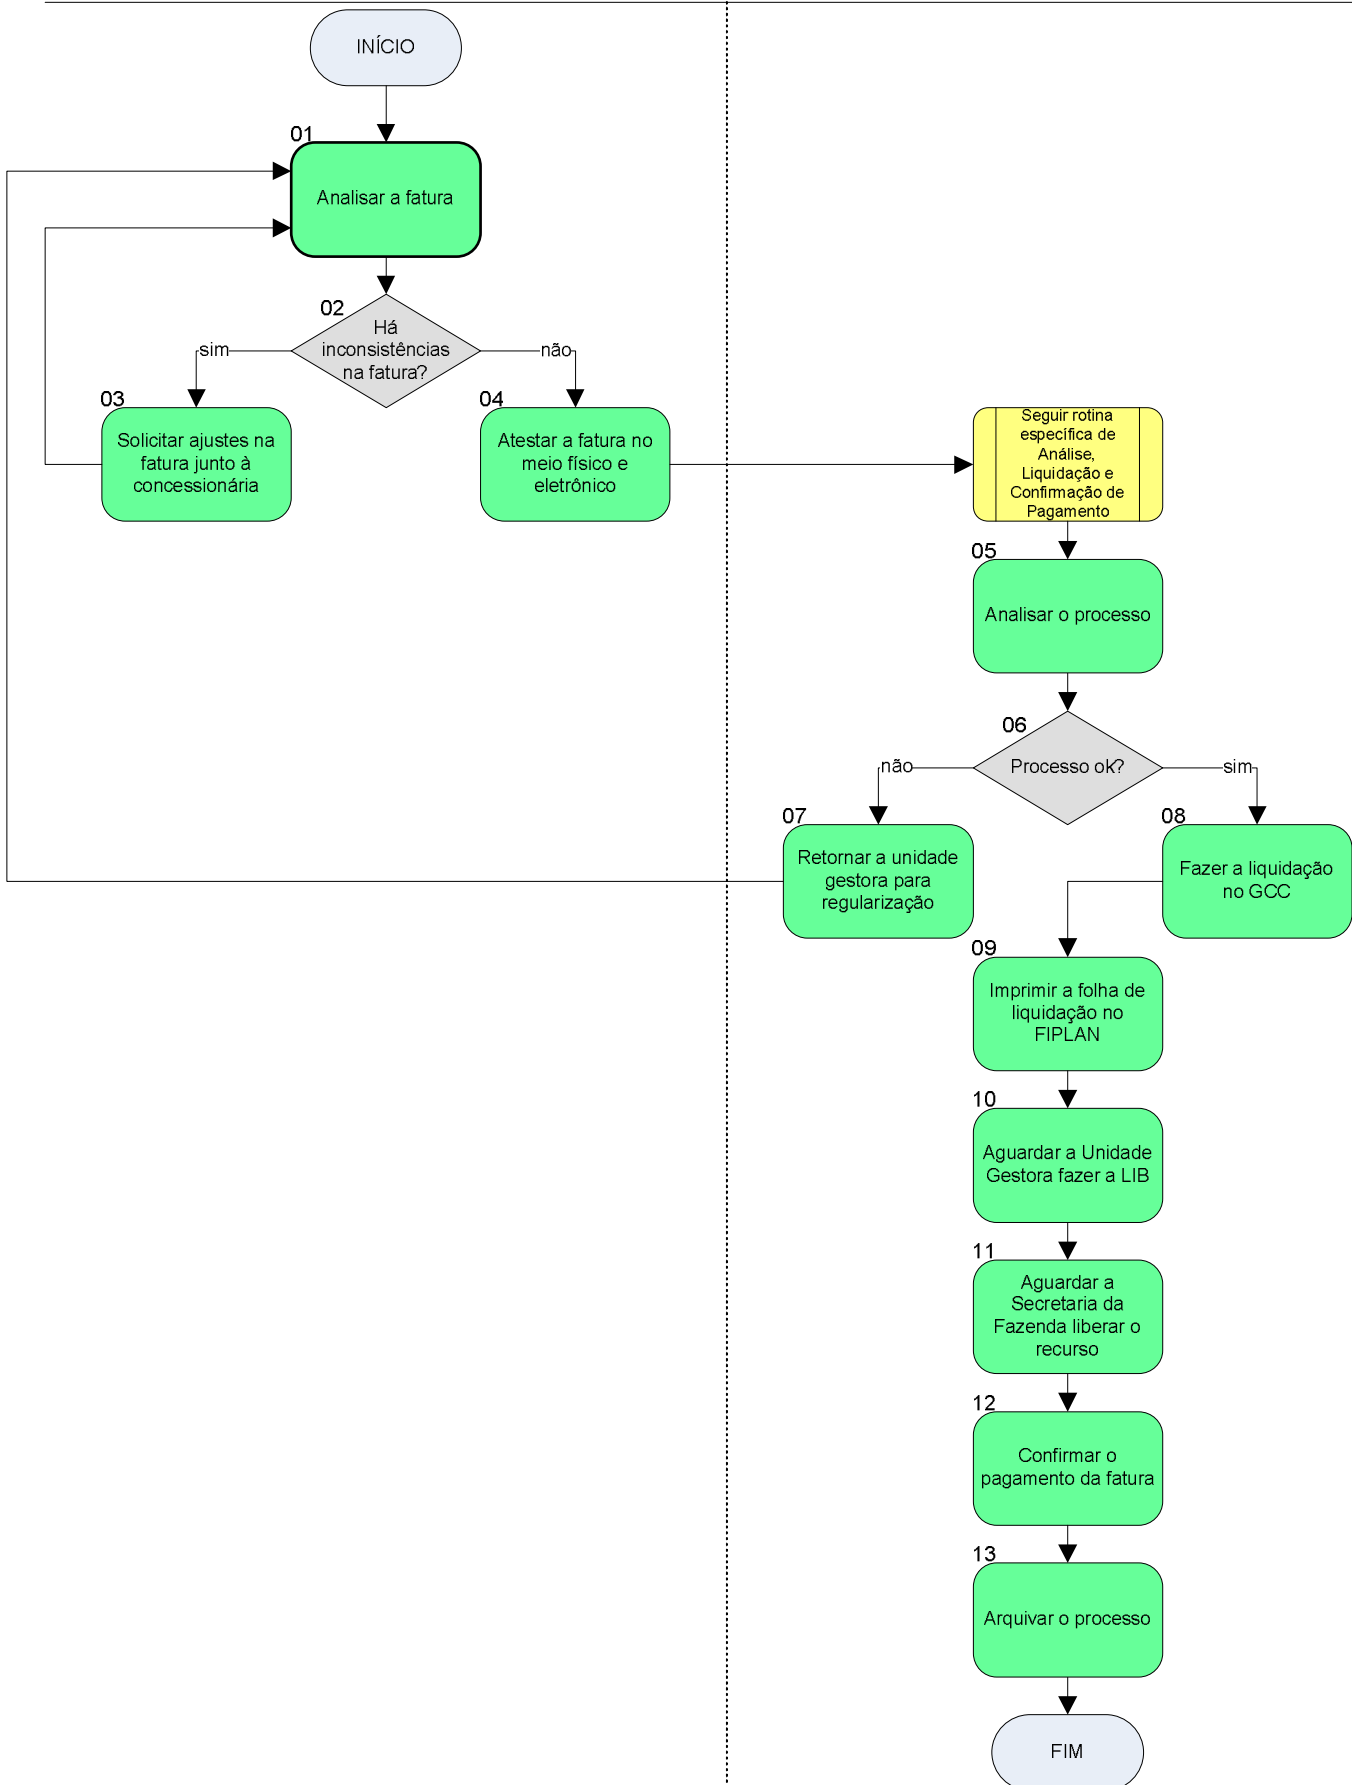 INÍCIO
01
Analisar a fatura
02
Há
inconsistências
na fatura?
sim
não
03
Solicitar ajustes na
fatura junto à
concessionária
04
Atestar a fatura no
meio físico e
eletrônico
Seguir rotina
específica de
Análise,
Liquidação e
Confirmação de
Pagamento
05
Analisar o processo
06
Processo ok?
não
sim
07
Retornar a unidade
gestora para
regularização
08
Fazer a liquidação
no GCC
09
Imprimir a folha de
liquidação no
FIPLAN
10
Aguardar a Unidade
Gestora fazer a LIB
11
Aguardar a
Secretaria da
Fazenda liberar o
recurso
12
Confirmar o
pagamento da fatura
13
Arquivar o processo
FIM